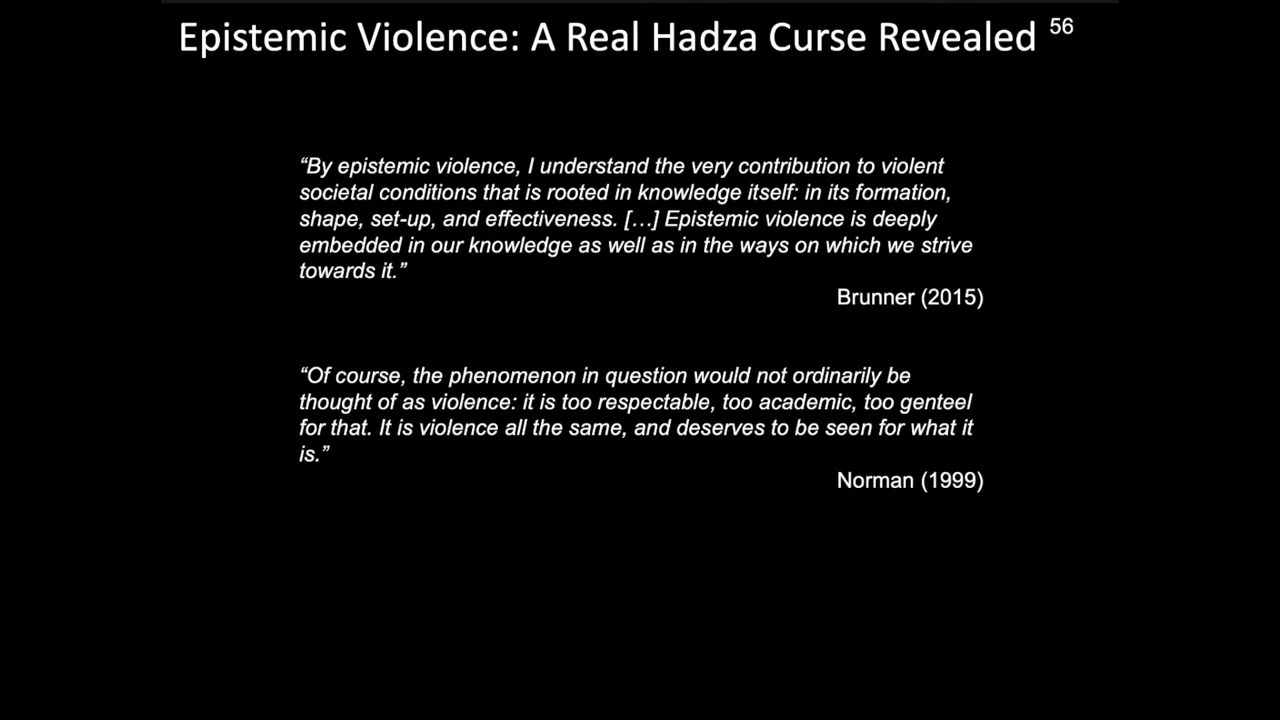 Epistemic Violence: A Real Hadza Curse Revealed 56
“By epistemic violence, I understand the very contribution to violent
societal conditions that is rooted in knowledge itself: in its formation,
shape, set-up, and effectiveness. […] Epistemic violence is deeply
embedded in our knowledge as well as in the ways on which we strive
towards it.”
Brunner (2015)
“Of course, the phenomenon in question would not ordinarily be
thought of as violence: it is too respectable, too academic, too genteel
for that. It is violence all the same, and deserves to be seen for what it
is.”
Norman (1999)